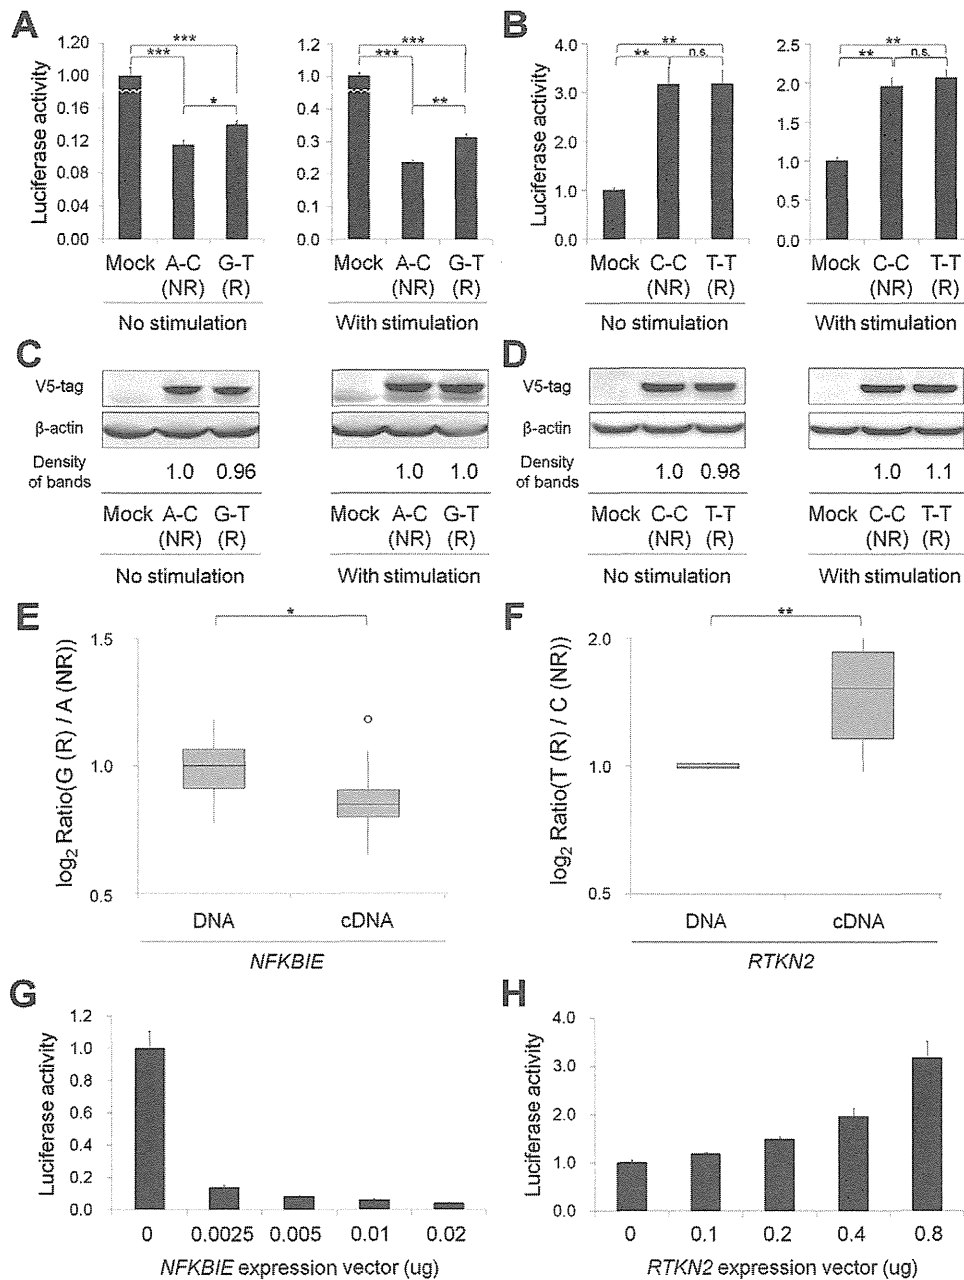 A
B
Luciferase activity
1.20
1.00
0.16
0.12
0.08
0.04
0.00
***
***
*
Mock A-C G-T
(NR) (R)
No stimulation
1.2
1.0
0.4
0.3
0.2
0.1
0.0
***
***
**
Mock A-C G-T
(NR) (R)
With stimulation
Luciferase activity
4.0
3.0
2.0
1.0
0.0
**
** n.s.
Mock C-C T-T
(NR) (R)
No stimulation
2.5
2.0
1.5
1.0
0.5
0.0
**
** n.s.
Mock C-C T-T
(NR) (R)
With stimulation
C
V5-tag
β-actin
Density
of bands
1.0 0.96
1.0 1.0
Mock A-C G-T
(NR) (R)
No stimulation
Mock A-C G-T
(NR) (R)
With stimulation
D
V5-tag
β-actin
Density
of bands
1.0 0.98
1.0 1.1
Mock C-C T-T
(NR) (R)
No stimulation
Mock C-C T-T
(NR) (R)
With stimulation
E
*
log2 Ratio(G (R) / A (NR))
1.5
1.0
0.5
DNA cDNA
NFKBIE
F
**
log2 Ratio(T (R) / C (NR))
2.0
1.0
0.5
DNA cDNA
RTKN2
G
Luciferase activity
1.2
1.0
0.8
0.6
0.4
0.2
0.0
0 0.0025 0.005 0.01 0.02
NFKBIE expression vector (ug)
H
Luciferase activity
4.0
3.0
2.0
1.0
0.0
0 0.1 0.2 0.4 0.8
RTKN2 expression vector (ug)